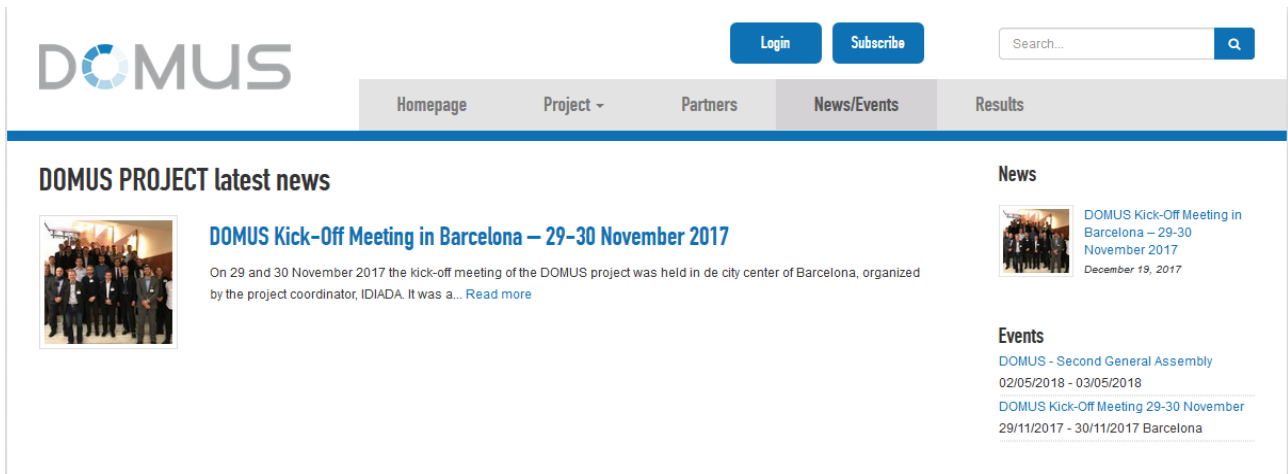 DOMUS
Login
Subscribe
Search...
Homepage
Project
Partners
News/Events
Results
DOMUS PROJECT latest news
DOMUS Kick-Off Meeting in Barcelona – 29-30 November 2017
On 29 and 30 November 2017 the kick-off meeting of the DOMUS project was held in de city center of Barcelona, organized
by the project coordinator, IDIADA. It was a... Read more
News
DOMUS Kick-Off Meeting in
Barcelona – 29-30
November 2017
December 19, 2017
Events
DOMUS - Second General Assembly
02/05/2018 - 03/05/2018
DOMUS Kick-Off Meeting 29-30 November
29/11/2017 - 30/11/2017 Barcelona